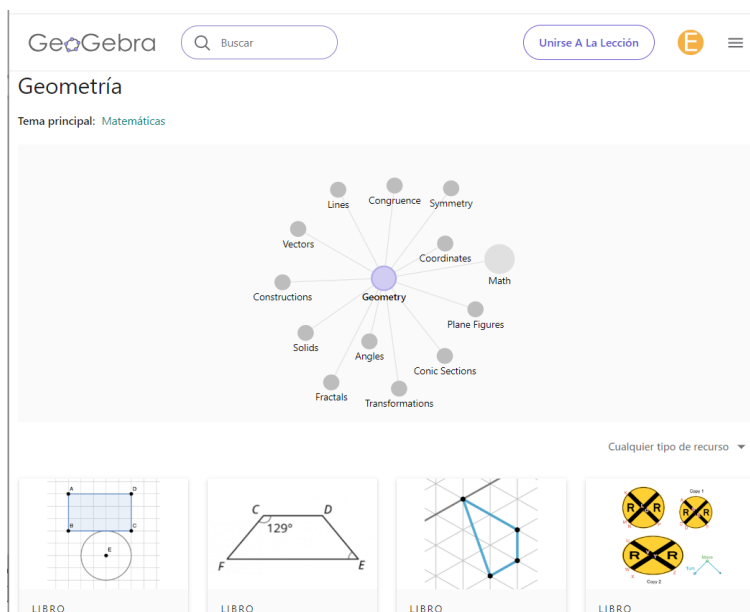 GeoGebra
Buscar
Unirse A La Lección
E
Geometría
Tema principal: Matemáticas
Lines
Congruence
Symmetry
Vectors
Coordinates
Math
Constructions
Geometry
Plane Figures
Solids
Angles
Conic Sections
Fractals
Transformations
Cualquier tipo de recurso
A D
B C
E
C D
129°
F E
Copy 1
R R
R R
R R
Copy 2
LIBRO
LIBRO
LIBRO
LIBRO